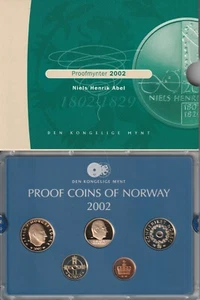 Proofmynter 2002
Niels Henrik Abel
1802-1829
NIELS HENRIK
DEN KONGELIGE MYNT
DEN KONGELIGE MYNT
PROOF COINS OF NORWAY
2002